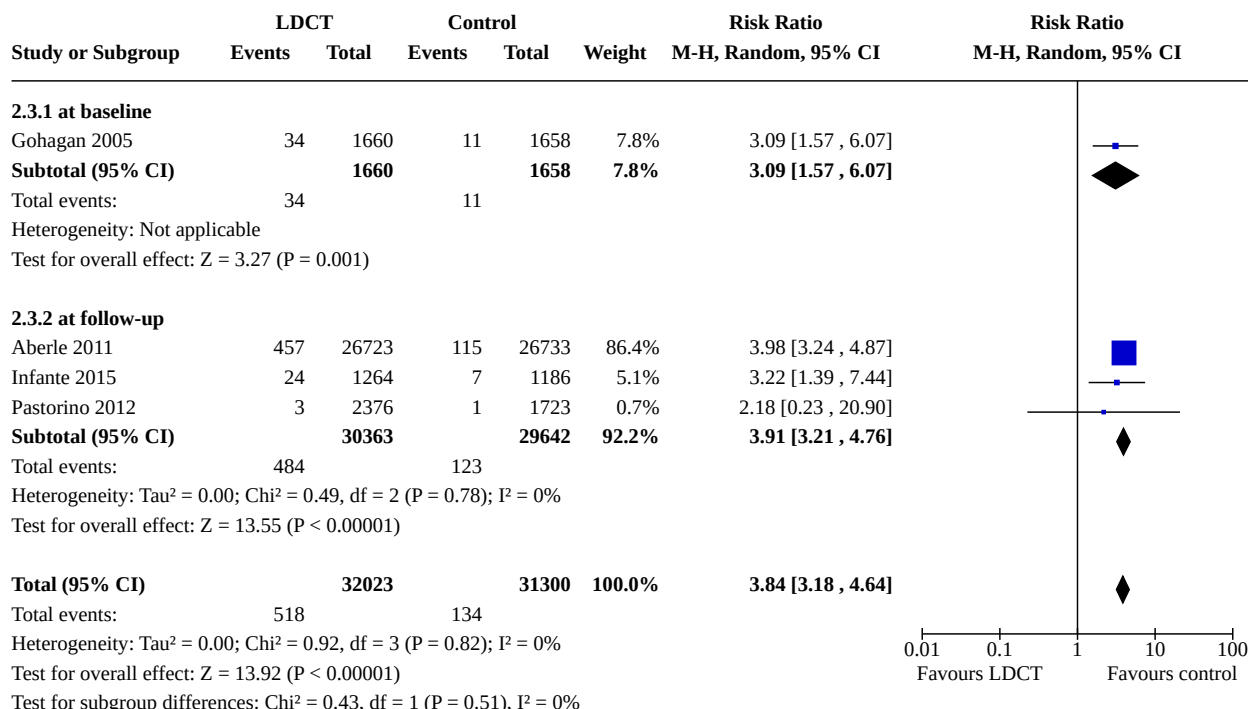 LDCT Control Risk Ratio Risk Ratio
Study or Subgroup Events Total Events Total Weight M-H, Random, 95% CI M-H, Random, 95% CI
2.3.1 at baseline
Gohagan 2005 34 1660 11 1658 7.8% 3.09 [1.57 , 6.07]
Subtotal (95% CI) 1660 1658 7.8% 3.09 [1.57 , 6.07]
Total events: 34 11
Heterogeneity: Not applicable
Test for overall effect: Z = 3.27 (P = 0.001)
2.3.2 at follow-up
Aberle 2011 457 26723 115 26733 86.4% 3.98 [3.24 , 4.87]
Infante 2015 24 1264 7 1186 5.1% 3.22 [1.39 , 7.44]
Pastorino 2012 3 2376 1 1723 0.7% 2.18 [0.23 , 20.90]
Subtotal (95% CI) 30363 29642 92.2% 3.91 [3.21 , 4.76]
Total events: 484 123
Heterogeneity: Tau² = 0.00; Chi² = 0.49, df = 2 (P = 0.78); I² = 0%
Test for overall effect: Z = 13.55 (P < 0.00001)
Total (95% CI) 32023 31300 100.0% 3.84 [3.18 , 4.64]
Total events: 518 134
Heterogeneity: Tau² = 0.00; Chi² = 0.92, df = 3 (P = 0.82); I² = 0%
0.01 0.1 1 10 100
Test for overall effect: Z = 13.92 (P < 0.00001)
Favours LDCT Favours control
Test for subgroup differences: Chi² = 0.43, df = 1 (P = 0.51), I² = 0%